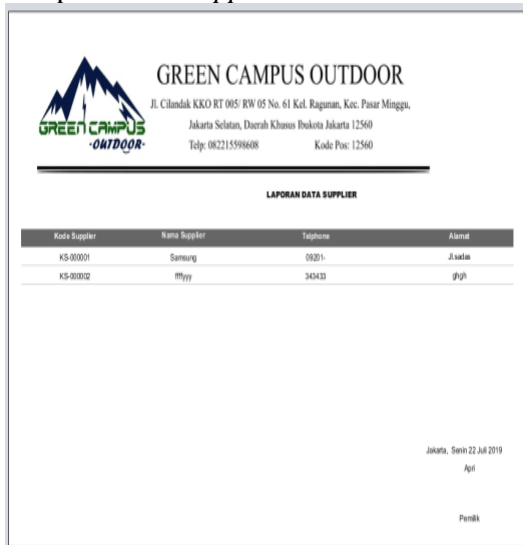 GREEN CAMPUS OUTDOOR
Jl. Cilandak KKO RT 005/ RW 05 No. 61 Kel. Ragunan, Kec. Pasar Minggu,
Jakarta Selatan, Daerah Khusus Ibukota Jakarta 12560
Telp: 082215598608 Kode Pos: 12560
GREEN CAMPUS
-OUTDOOR-
LAPORAN DATA SUPPLIER
Kode Supplier Nama Supplier Telphone Alamat
KS-000001 Samsung 09201- Jl.sadas
KS-000002 343433 ghgh
Jakarta, Senin 22 Juli 2019
Apri
Pemilik